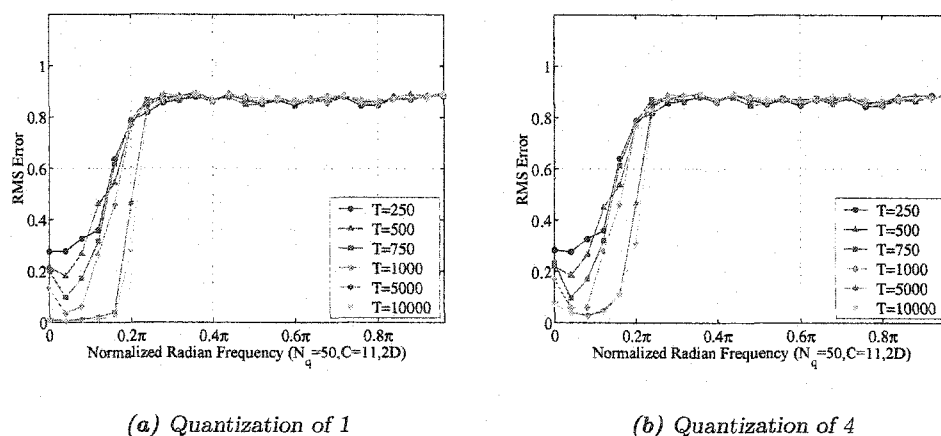 1
0.8
0.6
0.4
0.2
0
RMS Error
0 0.2π 0.4π 0.6π 0.8π
Normalized Radian Frequency (N_q=50,C=11,2D)
T=250
T=500
T=750
T=1000
T=5000
T=10000
(a) Quantization of 1
1
0.8
0.6
0.4
0.2
0
RMS Error
0 0.2π 0.4π 0.6π 0.8π
Normalized Radian Frequency (N_q=50,C=11,2D)
T=250
T=500
T=750
T=1000
T=5000
T=10000
(b) Quantization of 4